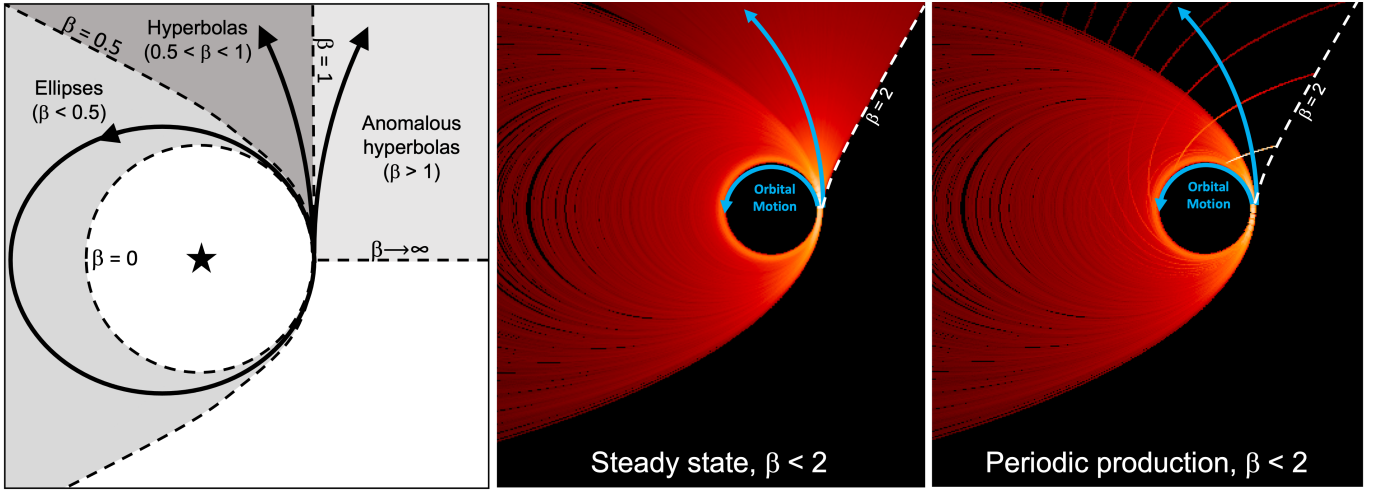 β = 0.5
Hyperbolas
(0.5 < β < 1)
β = 1
Ellipses
(β < 0.5)
Anomalous
hyperbolas
(β > 1)
β = 0
β⟶∞
Orbital
Motion
β = 2
Steady state, β < 2
Orbital
Motion
β = 2
Periodic production, β < 2